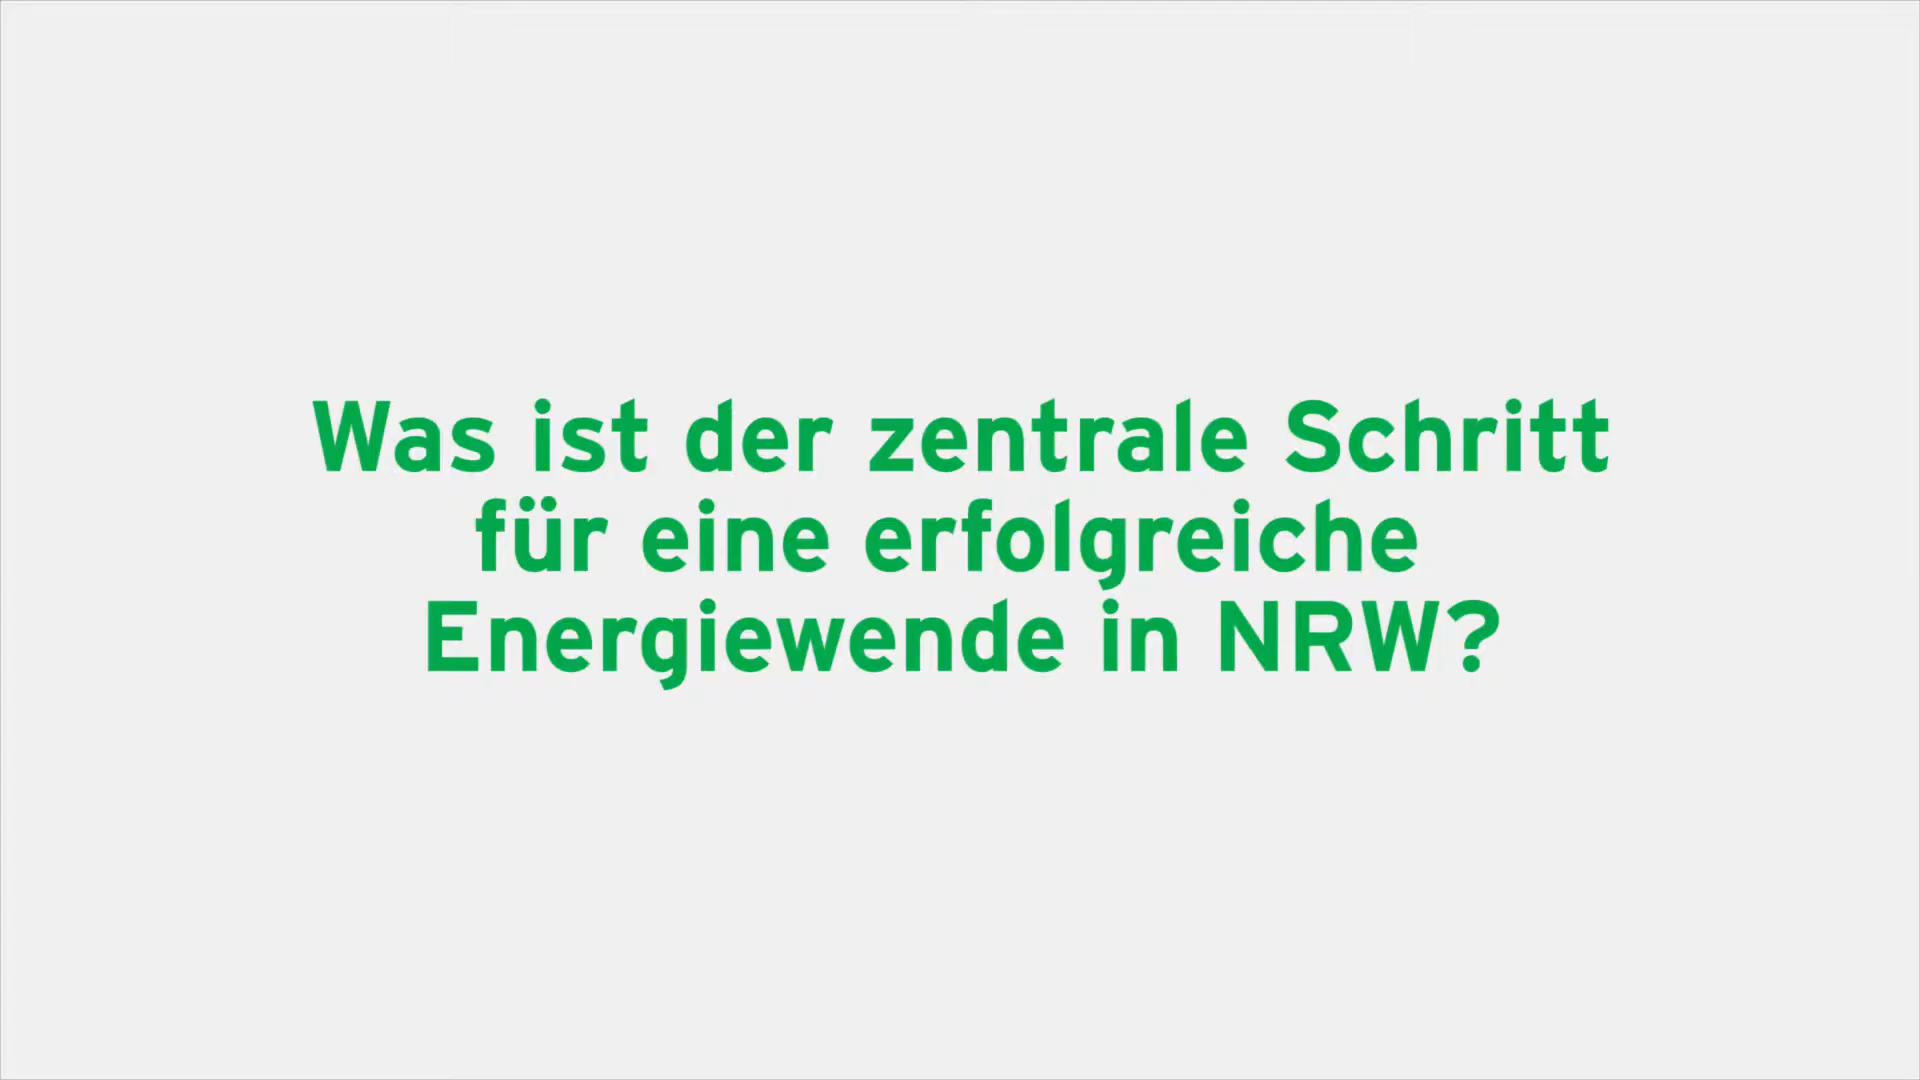 Was ist der zentrale Schritt
für eine erfolgreiche
Energiewende in NRW?